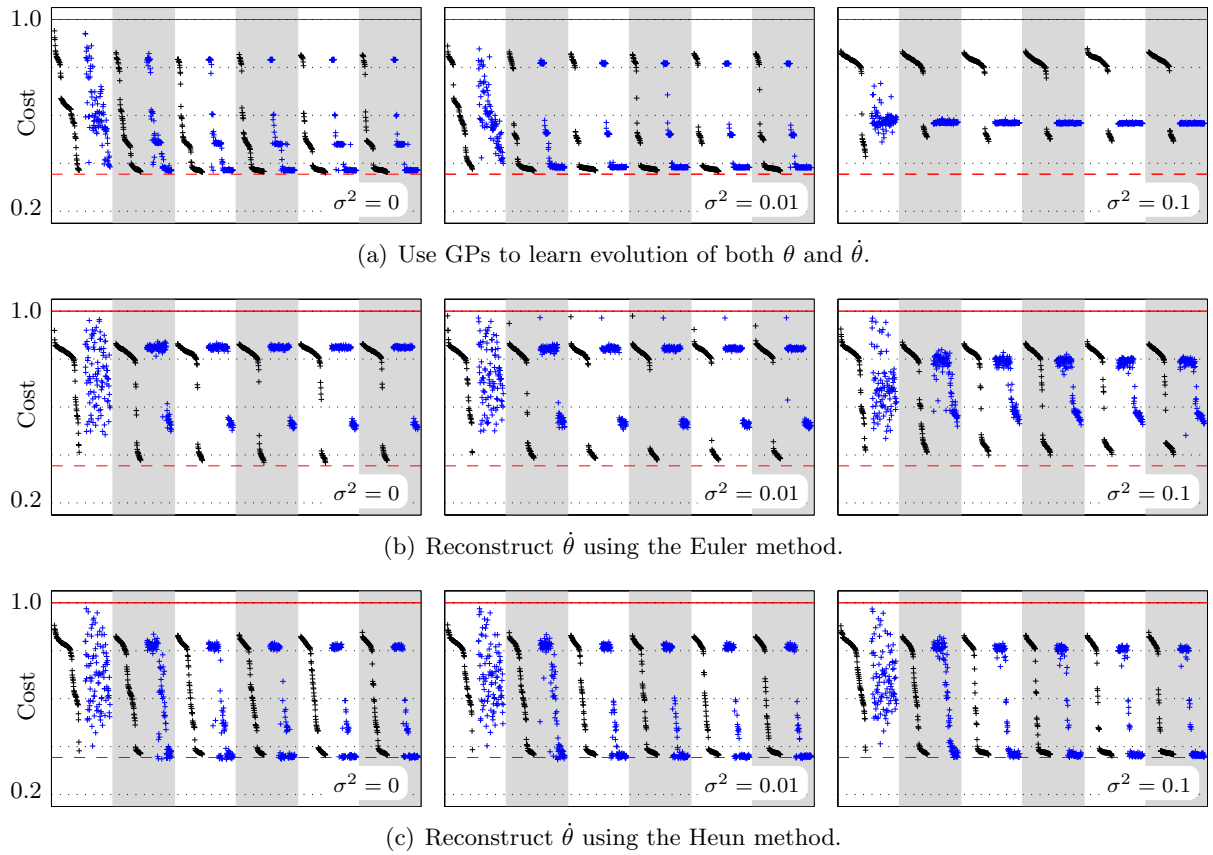 1.0
Cost
0.2
σ² = 0
σ² = 0.01
σ² = 0.1
(a) Use GPs to learn evolution of both θ and θ̇.
1.0
Cost
0.2
σ² = 0
σ² = 0.01
σ² = 0.1
(b) Reconstruct θ̇ using the Euler method.
1.0
Cost
0.2
σ² = 0
σ² = 0.01
σ² = 0.1
(c) Reconstruct θ̇ using the Heun method.